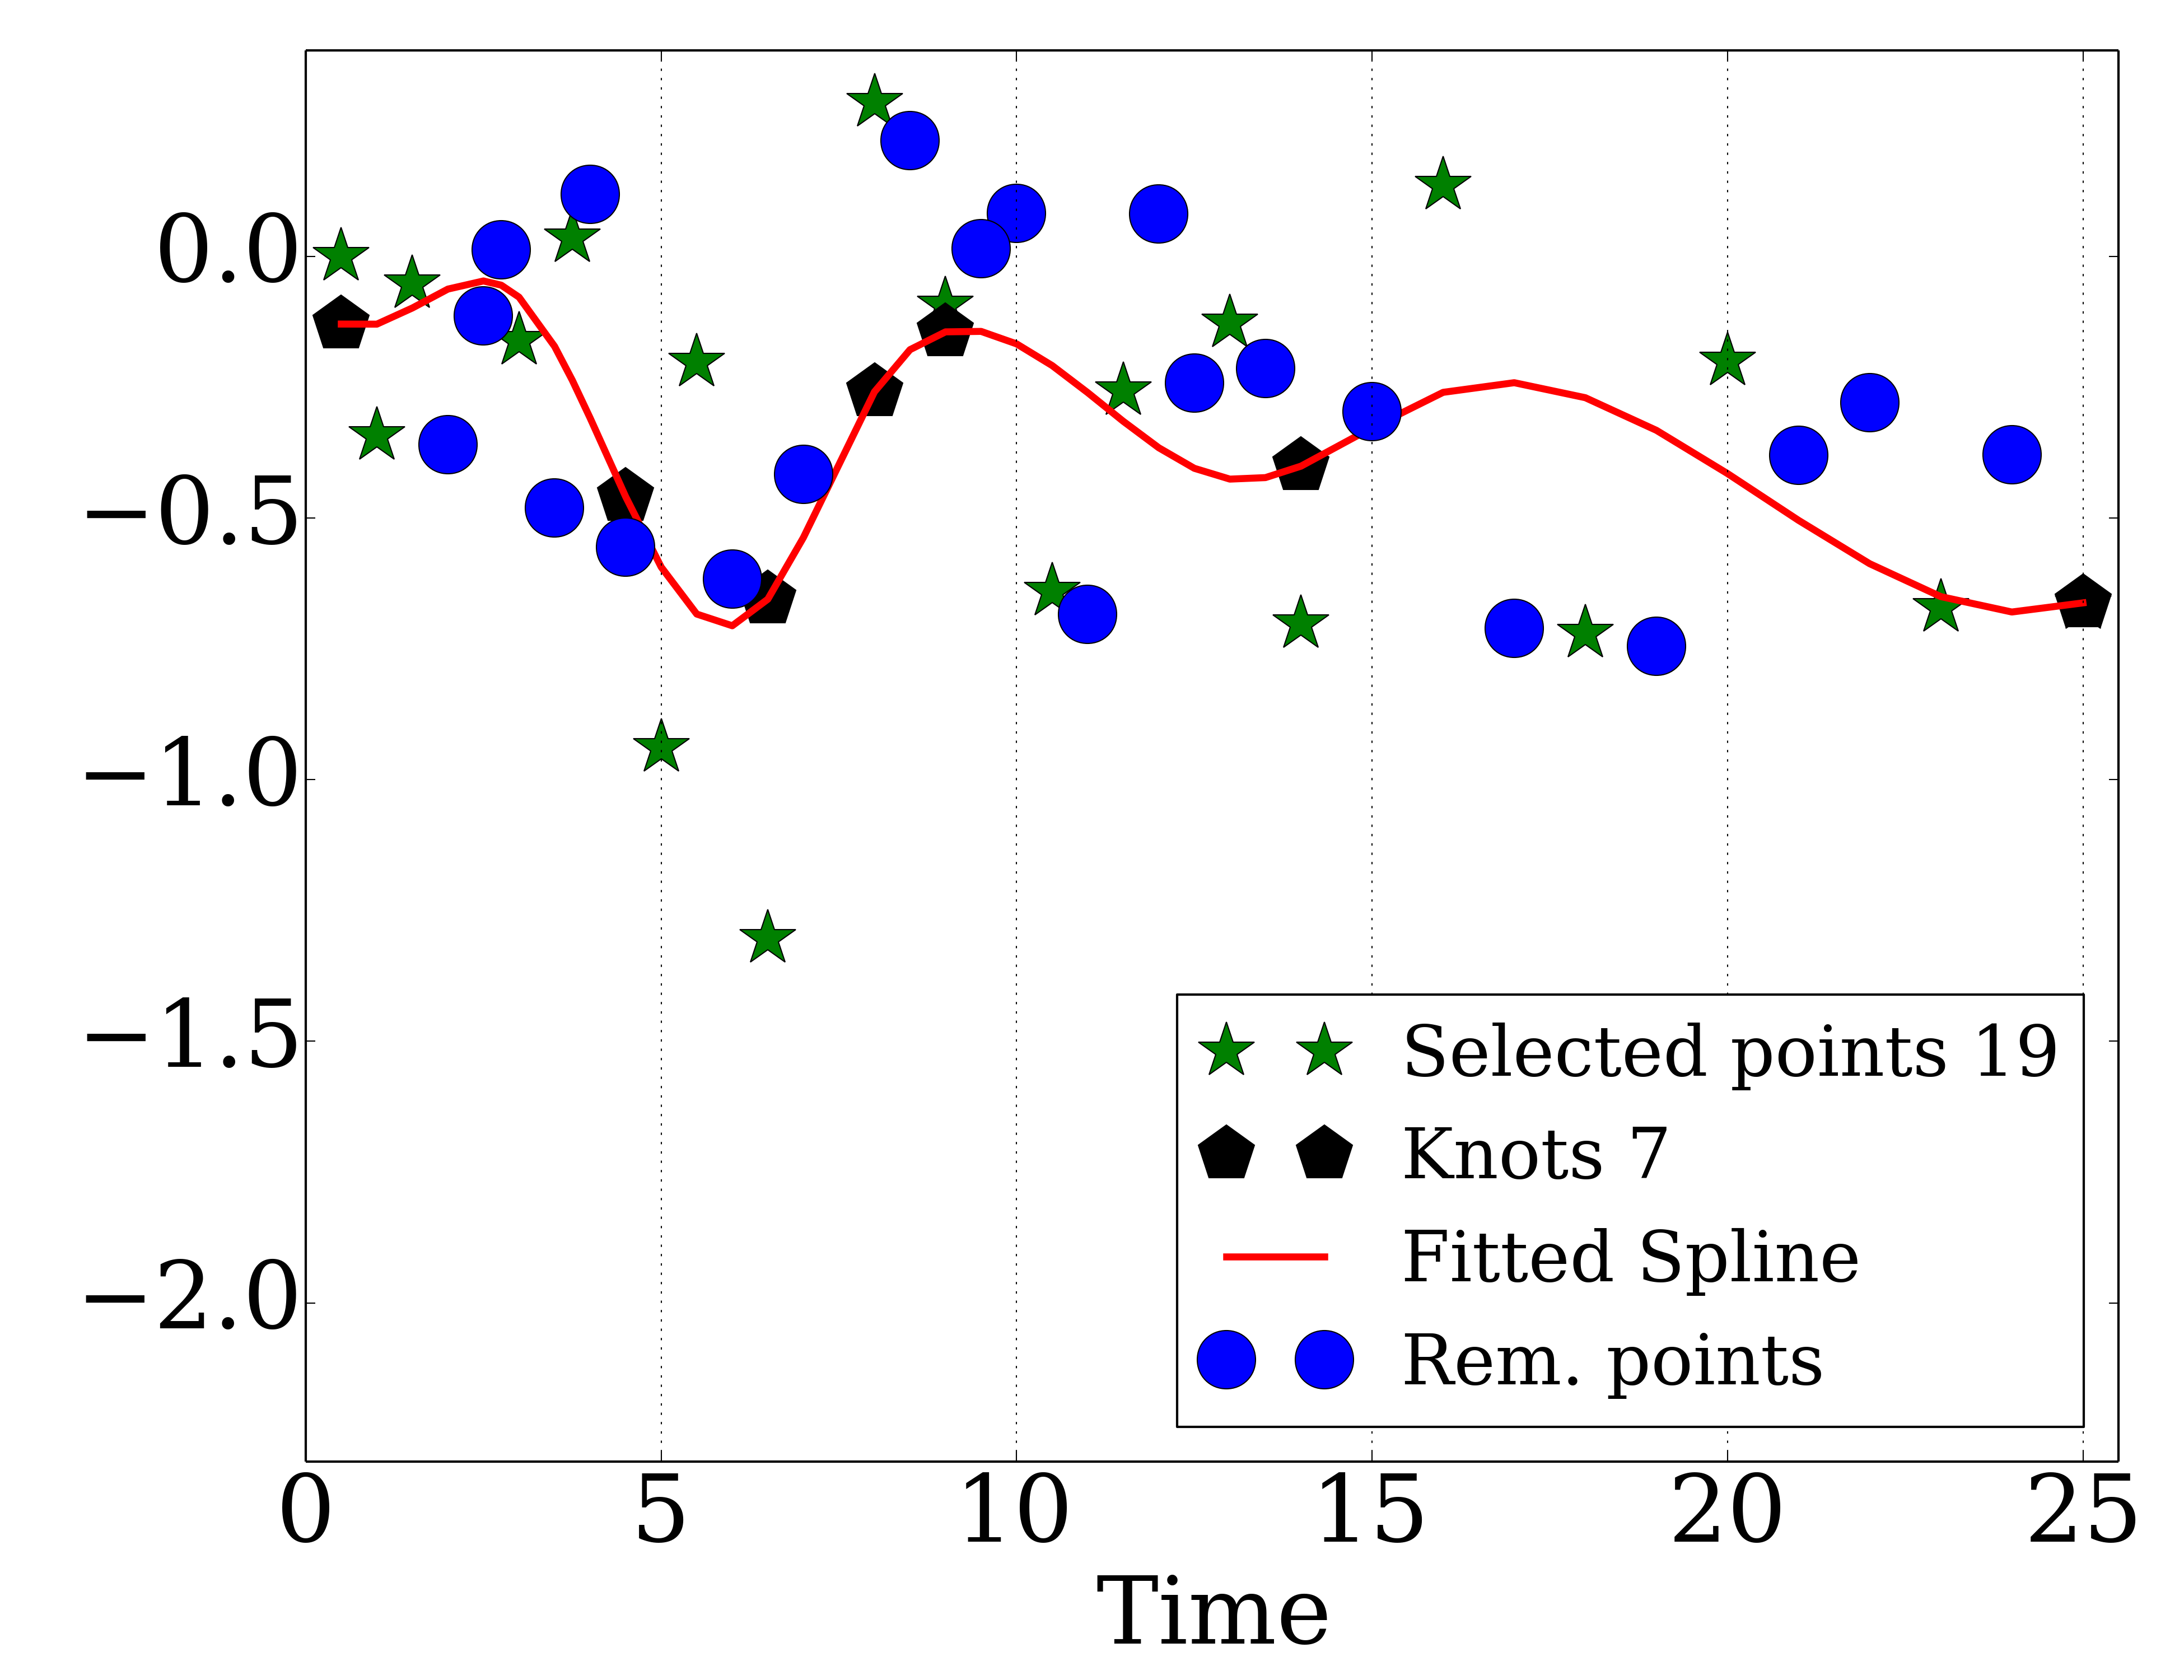 0.0
−0.5
−1.0
−1.5
−2.0
Selected points 19
Knots 7
Fitted Spline
Rem. points
0 5 10 15 20 25
Time